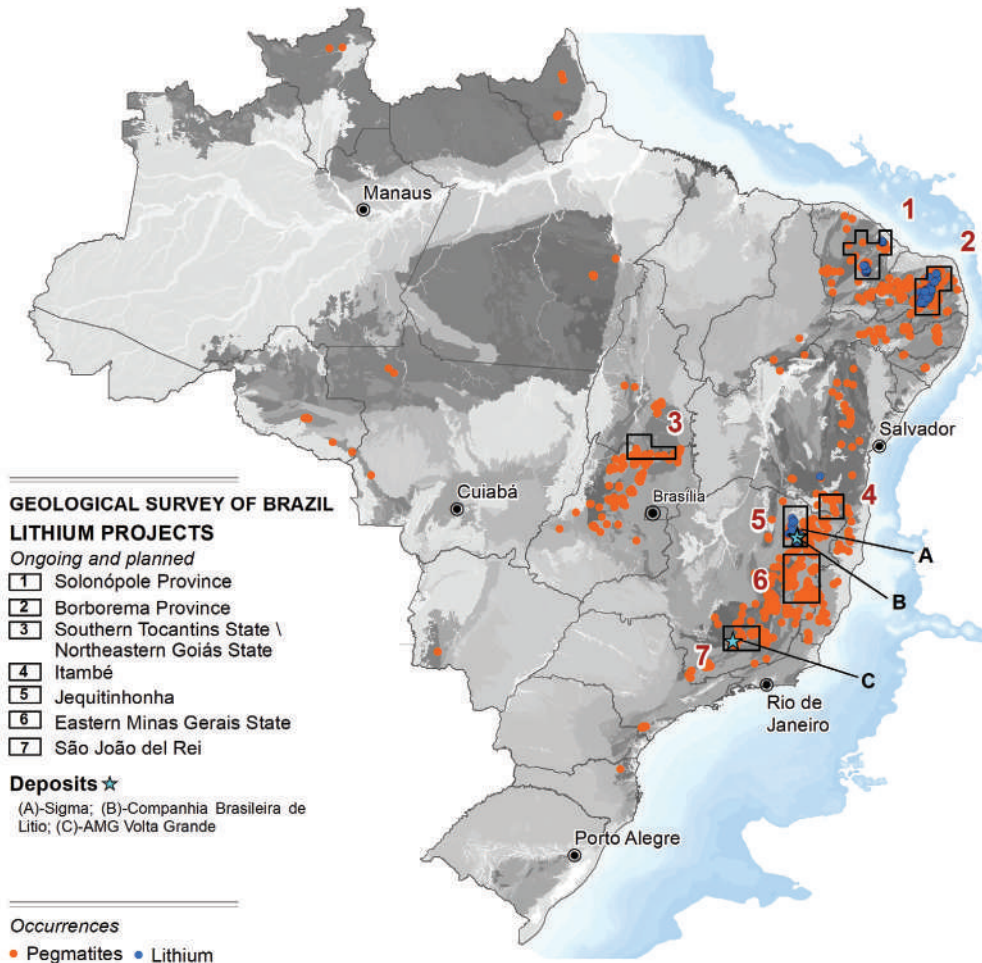 1
2
Manaus
3
Salvador
GEOLOGICAL SURVEY OF BRAZIL
LITHIUM PROJECTS
Ongoing and planned
1 Solonópole Province
2 Borborema Province
3 Southern Tocantins State \
Northeastern Goiás State
4 Itambé
5 Jequitinhonha
6 Eastern Minas Gerais State
7 São João del Rei
Deposits
(A)-Sigma; (B)-Companhia Brasileira de
Litio; (C)-AMG Volta Grande
Occurrences
Pegmatites Lithium
Cuiabá
Brasília
4
5
A
6
B
7
C
Rio de
Janeiro
Porto Alegre